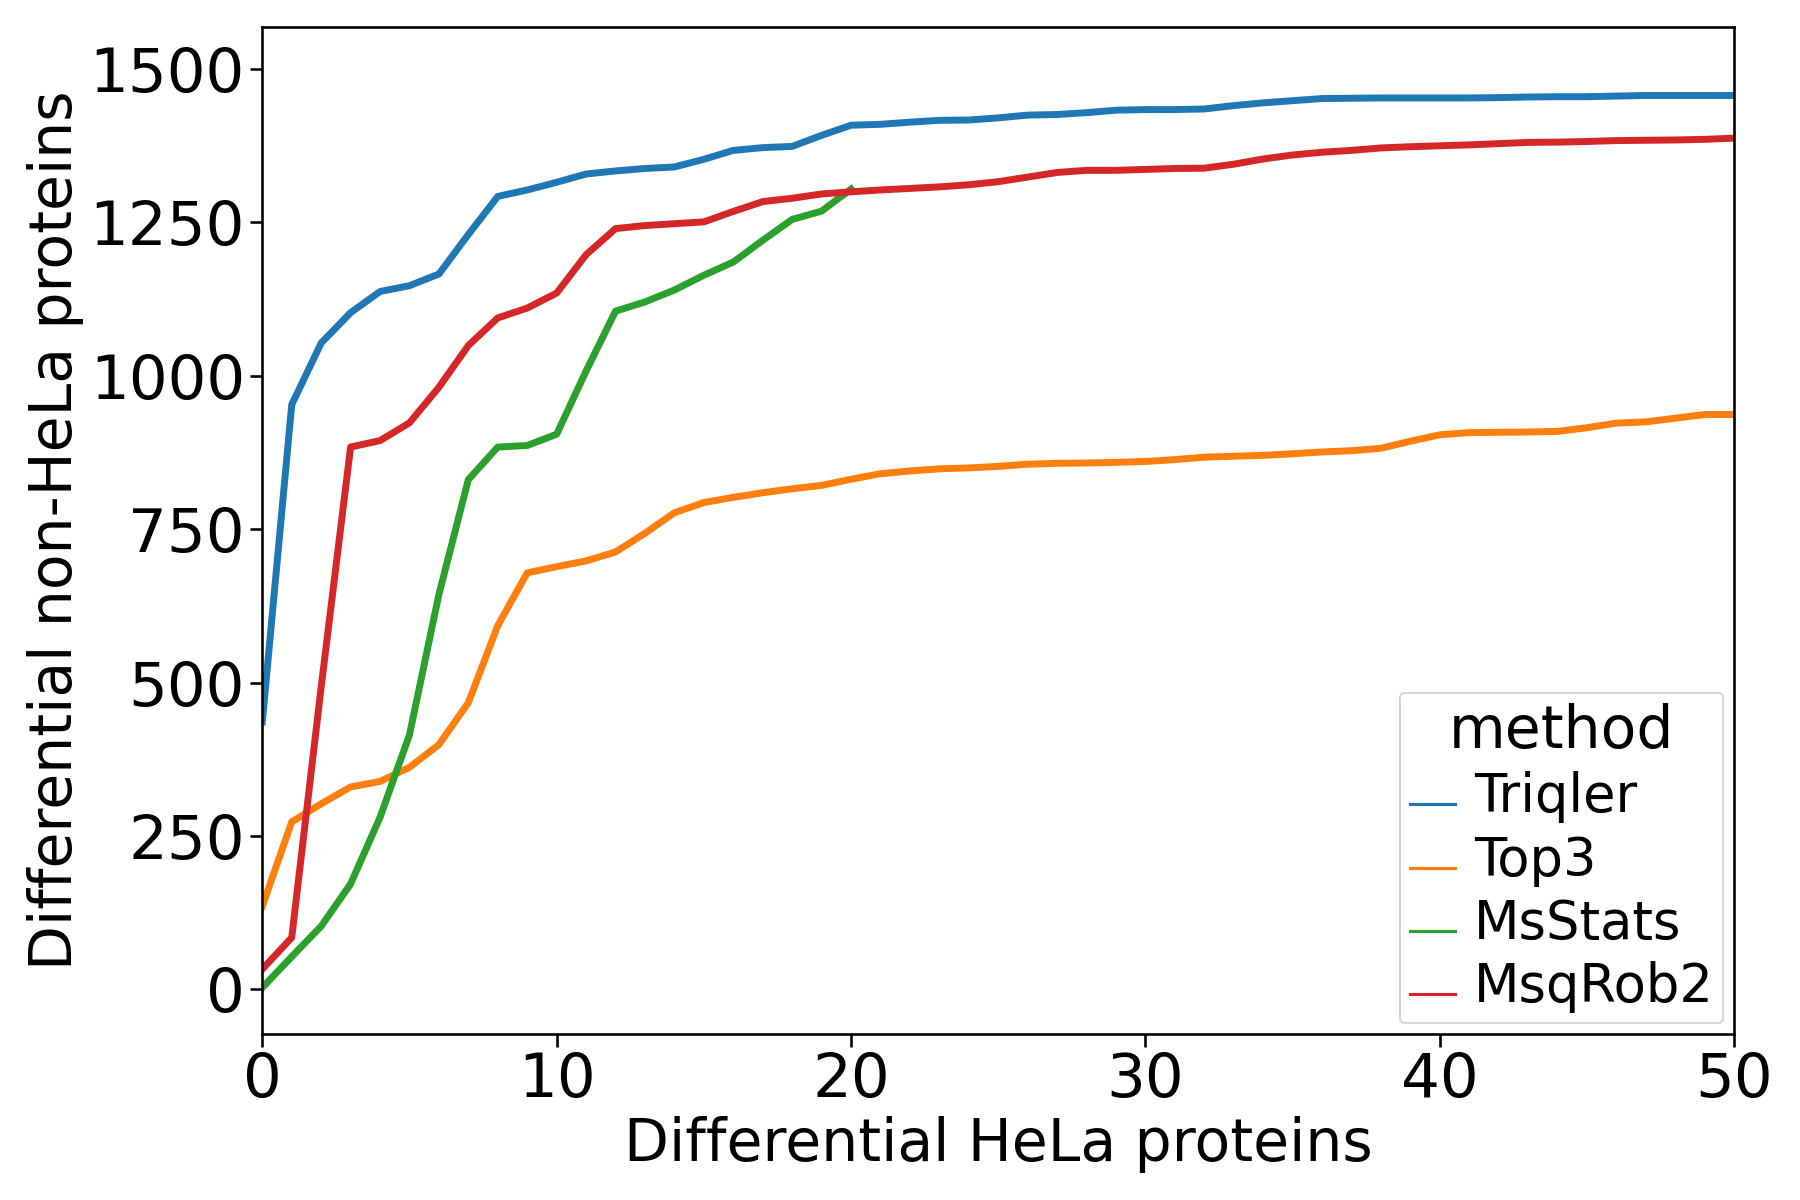 Differential non-HeLa proteins
1500
1250
1000
750
500
250
0
0 10 20 30 40 50
Differential HeLa proteins
method
Triqler
Top3
MsStats
MsqRob2